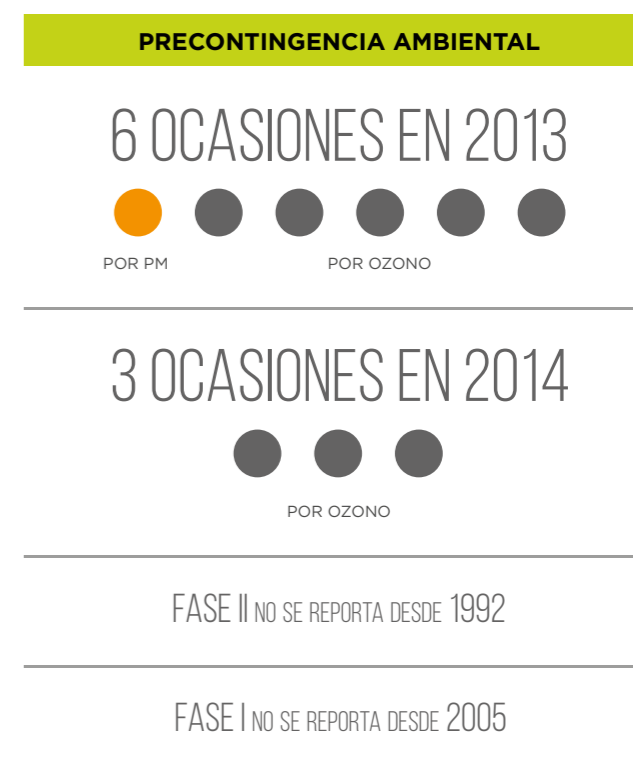 PRECONTINGENCIA AMBIENTAL
6 OCASIONES EN 2013
POR PM POR OZONO
3 OCASIONES EN 2014
POR OZONO
FASE II NO SE REPORTA DESDE 1992
FASE I NO SE REPORTA DESDE 2005